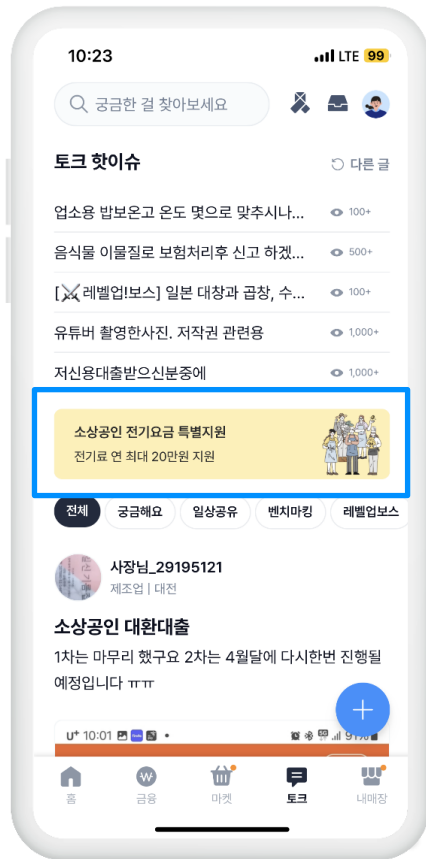 10:23
LTE 99
궁금한 걸 찾아보세요
토크 핫이슈
다른 글
업소용 밥보온고 온도 몇으로 맞추시나... 100+
음식물 이물질로 보험처리후 신고 하겠... 500+
[⚔레벨업!보스] 일본 대창과 곱창, 수... 100+
유튜버 촬영한사진. 저작권 관련용 1,000+
저신용대출받으신분중에 1,000+
소상공인 전기요금 특별지원
전기료 연 최대 20만원 지원
전체 궁금해요 일상공유 벤치마킹 레벨업보스
사장님_29195121
제조업 | 대전
소상공인 대환대출
1차는 마무리 했구요 2차는 4월달에 다시한번 진행될
예정입니다 ㅠㅠ
U+ 10:01
홈 금융 마켓 토크 내매장